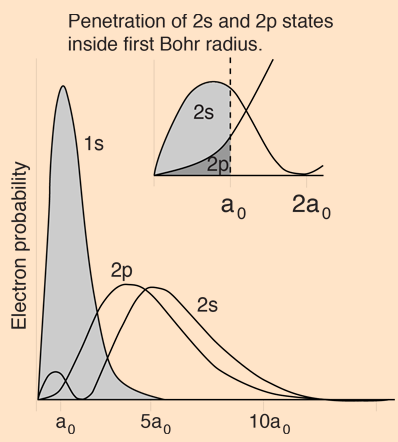 Penetration of 2s and 2p states
inside first Bohr radius.
2s
2p
a₀ 2a₀
1s
2p
2s
Electron probability
a₀ 5a₀ 10a₀